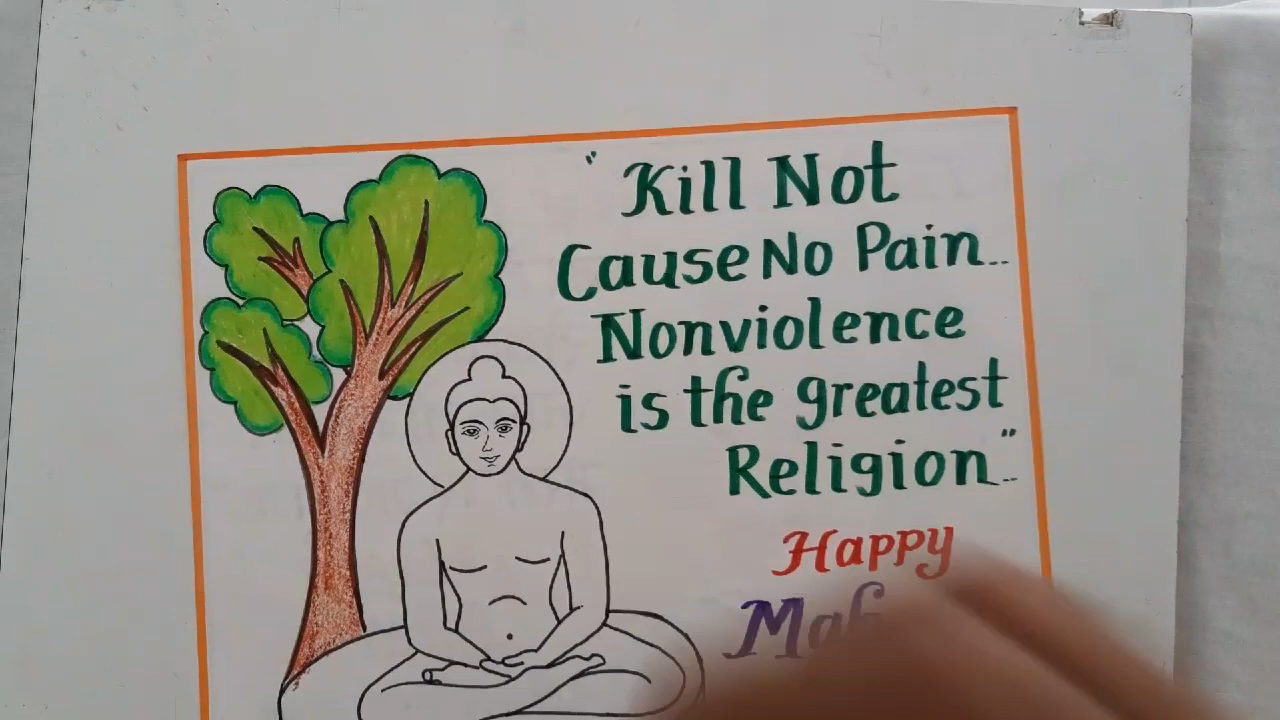 "Kill Not
Cause No Pain..
Nonviolence
is the greatest
Religion.."
Happy